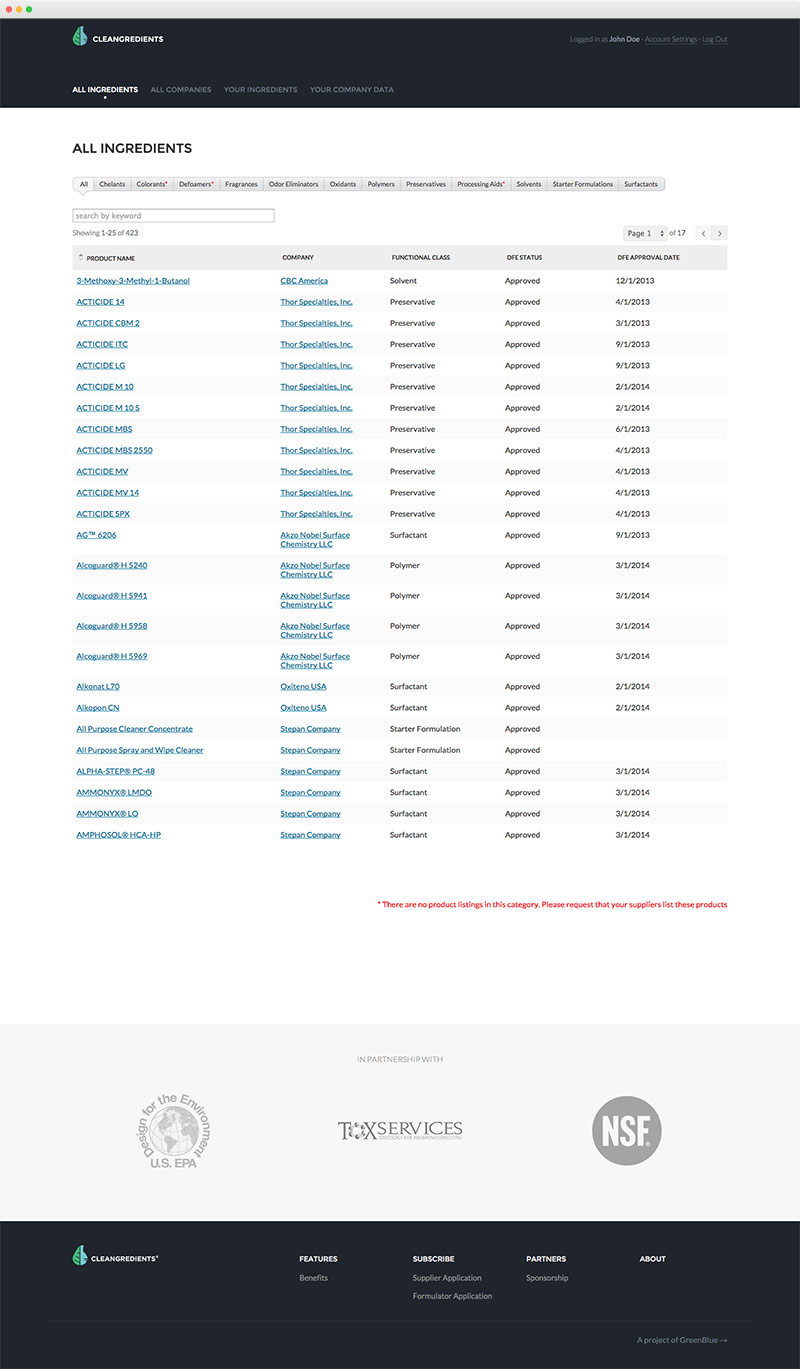 CLEANGREDIENTS
Logged in as John Doe - Account Settings - Log Out
ALL INGREDIENTS ALL COMPANIES YOUR INGREDIENTS YOUR COMPANY DATA
ALL INGREDIENTS
All Chelants Colorants* Defoamers* Fragrances Odor Eliminators Oxidants Polymers Preservatives Processing Aids* Solvents Starter Formulations Surfactants
search by keyword
Showing 1-25 of 423 Page 1 of 17 < >
PRODUCT NAME COMPANY FUNCTIONAL CLASS DFE STATUS DFE APPROVAL DATE
3-Methoxy-3-Methyl-1-Butanol CBC America Solvent Approved 12/1/2013
ACTICIDE 14 Thor Specialties, Inc. Preservative Approved 4/1/2013
ACTICIDE CBM 2 Thor Specialties, Inc. Preservative Approved 3/1/2013
ACTICIDE ITC Thor Specialties, Inc. Preservative Approved 9/1/2013
ACTICIDE LG Thor Specialties, Inc. Preservative Approved 9/1/2013
ACTICIDE M 10 Thor Specialties, Inc. Preservative Approved 2/1/2014
ACTICIDE M 10 S Thor Specialties, Inc. Preservative Approved 2/1/2014
ACTICIDE MBS Thor Specialties, Inc. Preservative Approved 6/1/2013
ACTICIDE MBS 2550 Thor Specialties, Inc. Preservative Approved 4/1/2013
ACTICIDE MV Thor Specialties, Inc. Preservative Approved 4/1/2013
ACTICIDE MV 14 Thor Specialties, Inc. Preservative Approved 4/1/2013
ACTICIDE SPX Thor Specialties, Inc. Preservative Approved 4/1/2013
AG™ 6206 Akzo Nobel Surface Surfactant Approved 9/1/2013
Chemistry LLC
Alcoguard® H 5240 Akzo Nobel Surface Polymer Approved 3/1/2014
Chemistry LLC
Alcoguard® H 5941 Akzo Nobel Surface Polymer Approved 3/1/2014
Chemistry LLC
Alcoguard® H 5958 Akzo Nobel Surface Polymer Approved 3/1/2014
Chemistry LLC
Alcoguard® H 5969 Akzo Nobel Surface Polymer Approved 3/1/2014
Chemistry LLC
Alkonat L70 Oxiteno USA Surfactant Approved 2/1/2014
Alkopon CN Oxiteno USA Surfactant Approved 2/1/2014
All Purpose Cleaner Concentrate Stepan Company Starter Formulation Approved
All Purpose Spray and Wipe Cleaner Stepan Company Starter Formulation Approved
ALPHA-STEP® PC-48 Stepan Company Surfactant Approved 3/1/2014
AMMONYX® LMDO Stepan Company Surfactant Approved 3/1/2014
AMMONYX® LO Stepan Company Surfactant Approved 3/1/2014
AMPHOSOL® HCA-HP Stepan Company Surfactant Approved 3/1/2014
* There are no product listings in this category. Please request that your suppliers list these products
IN PARTNERSHIP WITH
Design for the Environment
U.S. EPA
TOXSERVICES
NSF®
CLEANGREDIENTS® FEATURES SUBSCRIBE PARTNERS ABOUT
Benefits Supplier Application Sponsorship
Formulator Application
A project of GreenBlue →